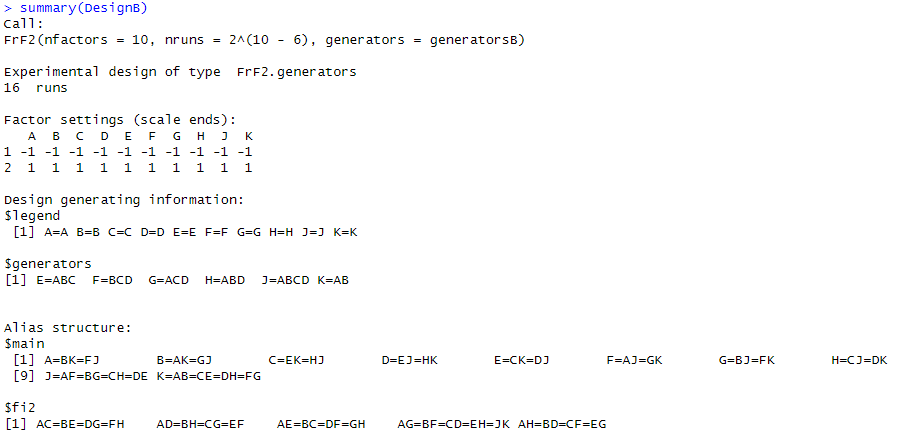 > summary(DesignB)
Call:
FrF2(nfactors = 10, nruns = 2^(10 - 6), generators = generatorsB)
Experimental design of type  FrF2.generators
16  runs
Factor settings (scale ends):
   A  B  C  D  E  F  G  H  J  K
1 -1 -1 -1 -1 -1 -1 -1 -1 -1 -1
2  1  1  1  1  1  1  1  1  1  1
Design generating information:
$legend
 [1] A=A B=B C=C D=D E=E F=F G=G H=H J=J K=K
$generators
[1] E=ABC  F=BCD  G=ACD  H=ABD  J=ABCD K=AB
Alias structure:
$main
 [1] A=BK=FJ       B=AK=GJ       C=EK=HJ       D=EJ=HK       E=CK=DJ       F=AJ=GK       G=BJ=FK       H=CJ=DK
 [9] J=AF=BG=CH=DE K=AB=CE=DH=FG
$fi2
[1] AC=BE=DG=FH    AD=BH=CG=EF    AE=BC=DF=GH    AG=BF=CD=EH=JK AH=BD=CF=EG